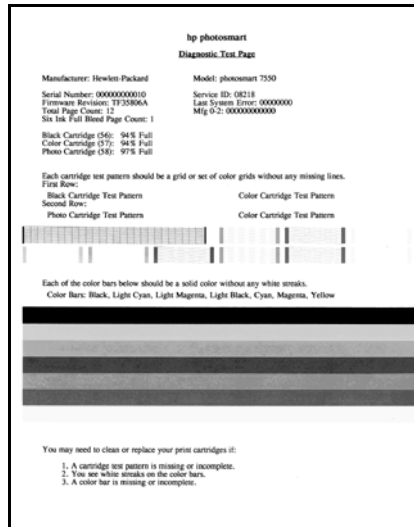 hp photosmart
Diagnostic Test Page
Manufacturer: Hewlett-Packard Model: photosmart 7550
Serial Number: 000000000010 Service ID: 08218
Firmware Revision: TF35806A Last System Error: 00000000
Total Page Count: 12 Mfg 0-2: 000000000000
Six Ink Full Bleed Page Count: 1
Black Cartridge (56): 94% Full
Color Cartridge (57): 94% Full
Photo Cartridge (58): 97% Full
Each cartridge test pattern should be a grid or set of color grids without any missing lines.
First Row:
Black Cartridge Test Pattern Color Cartridge Test Pattern
Second Row:
Photo Cartridge Test Pattern Color Cartridge Test Pattern
Each of the color bars below should be a solid color without any white streaks.
Color Bars: Black, Light Cyan, Light Magenta, Light Black, Cyan, Magenta, Yellow
You may need to clean or replace your print cartridges if:
1. A cartridge test pattern is missing or incomplete.
2. You see white streaks on the color bars.
3. A color bar is missing or incomplete.